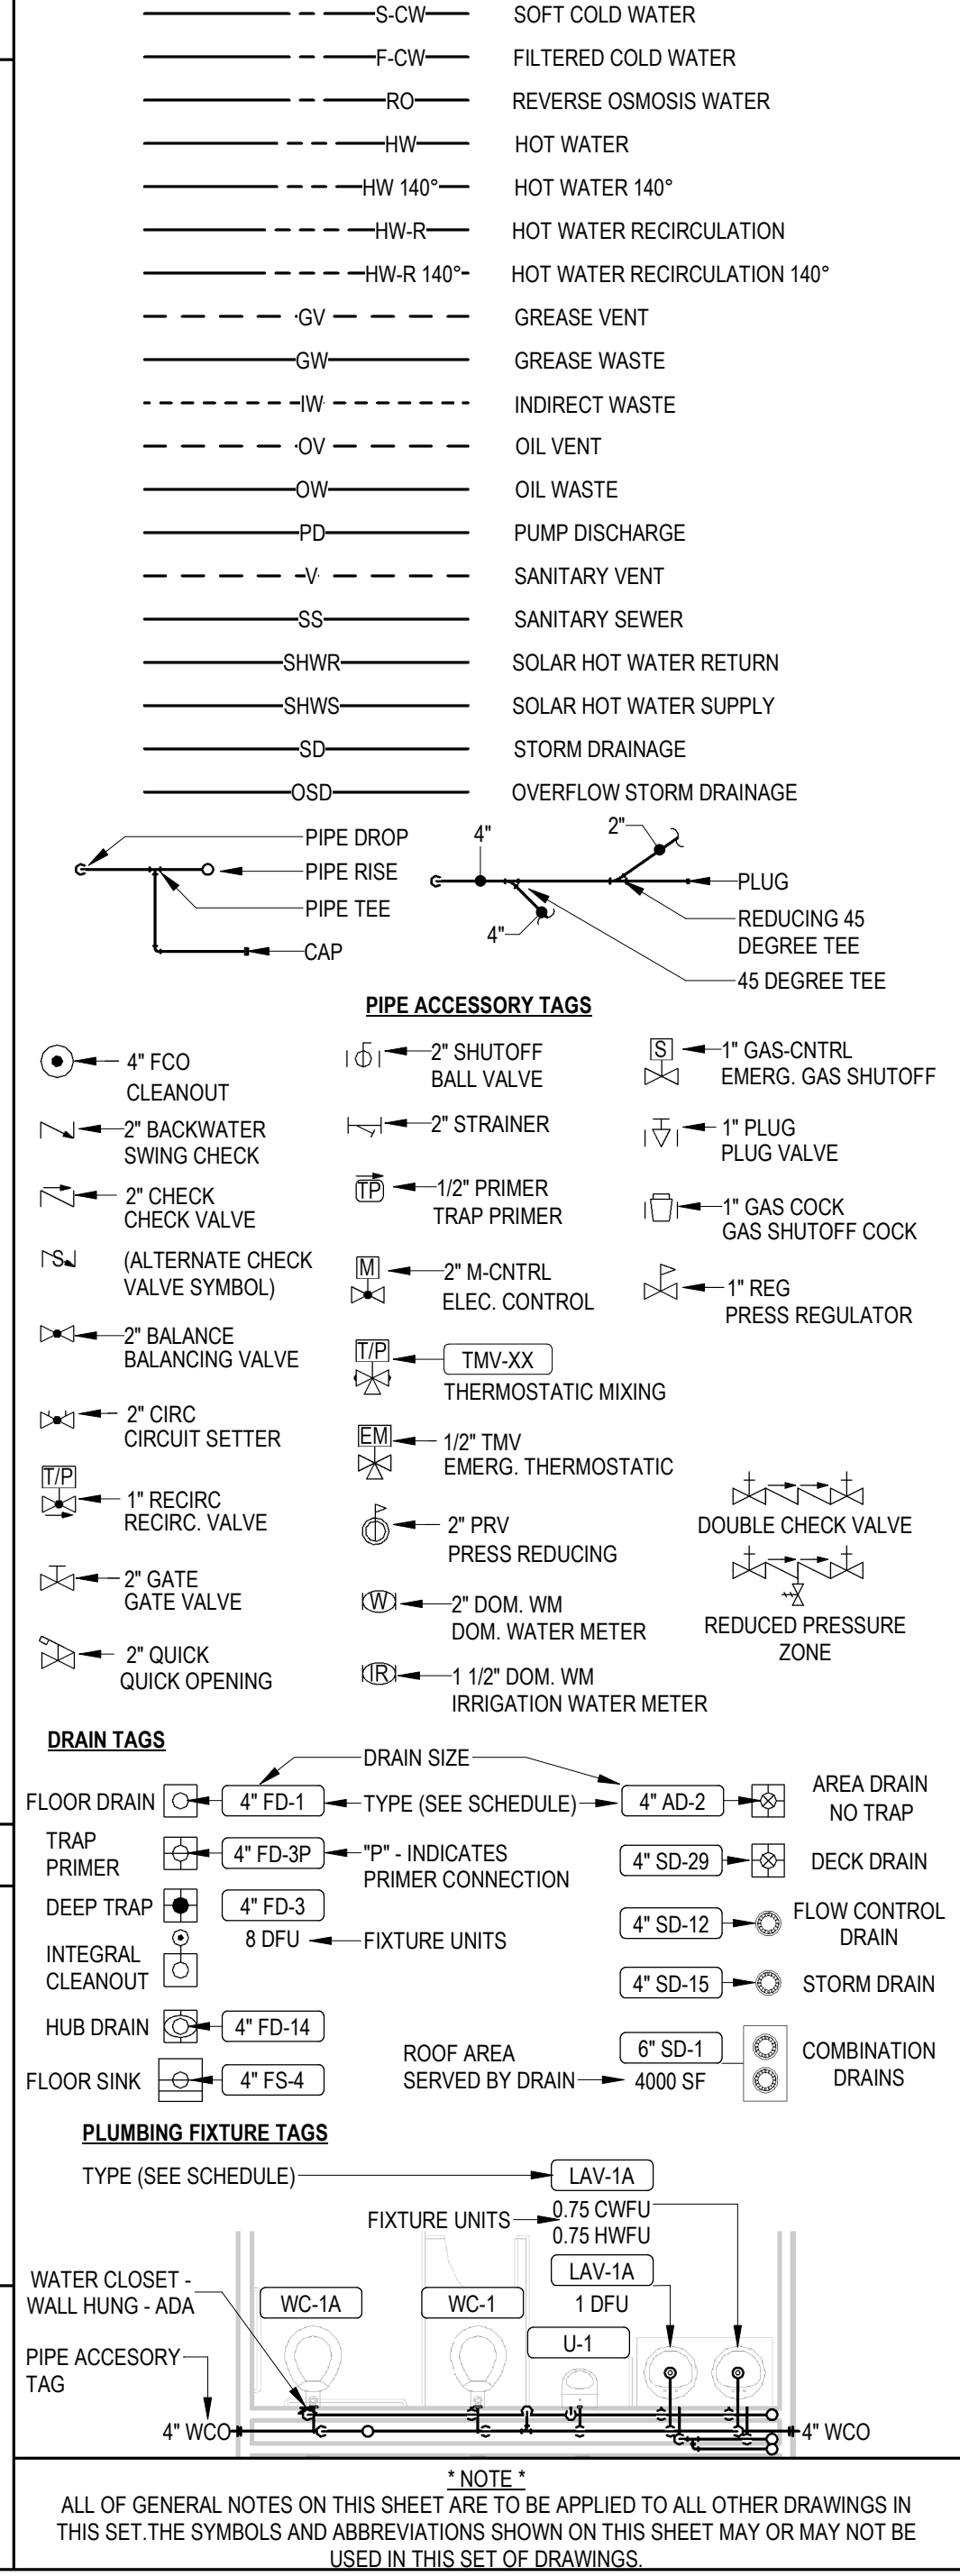 S-CW SOFT COLD WATER
F-CW FILTERED COLD WATER
RO REVERSE OSMOSIS WATER
HW HOT WATER
HW 140° HOT WATER 140°
HW-R HOT WATER RECIRCULATION
HW-R 140° HOT WATER RECIRCULATION 140°
GV GREASE VENT
GW GREASE WASTE
IW INDIRECT WASTE
OV OIL VENT
OW OIL WASTE
PD PUMP DISCHARGE
V SANITARY VENT
SS SANITARY SEWER
SHWR SOLAR HOT WATER RETURN
SHWS SOLAR HOT WATER SUPPLY
SD STORM DRAINAGE
OSD OVERFLOW STORM DRAINAGE
PIPE DROP
PIPE RISE
PIPE TEE
CAP
4"
2"
4"
PLUG
REDUCING 45
DEGREE TEE
45 DEGREE TEE
PIPE ACCESSORY TAGS
4" FCO
CLEANOUT
2" BACKWATER
SWING CHECK
2" CHECK
CHECK VALVE
S
(ALTERNATE CHECK
VALVE SYMBOL)
2" BALANCE
BALANCING VALVE
2" CIRC
CIRCUIT SETTER
T/P
1" RECIRC
RECIRC. VALVE
2" GATE
GATE VALVE
2" QUICK
QUICK OPENING
2" SHUTOFF
BALL VALVE
2" STRAINER
TP
1/2" PRIMER
TRAP PRIMER
M
2" M-CNTRL
ELEC. CONTROL
T/P
TMV-XX
THERMOSTATIC MIXING
EM
1/2" TMV
EMERG. THERMOSTATIC
2" PRV
PRESS REDUCING
W
2" DOM. WM
DOM. WATER METER
IR
1 1/2" DOM. WM
IRRIGATION WATER METER
S
1" GAS-CNTRL
EMERG. GAS SHUTOFF
1" PLUG
PLUG VALVE
1" GAS COCK
GAS SHUTOFF COCK
1" REG
PRESS REGULATOR
DOUBLE CHECK VALVE
REDUCED PRESSURE
ZONE
DRAIN TAGS
DRAIN SIZE
FLOOR DRAIN 4" FD-1 TYPE (SEE SCHEDULE) 4" AD-2
AREA DRAIN
NO TRAP
TRAP
PRIMER
4" FD-3P
"P" - INDICATES
PRIMER CONNECTION
4" SD-29 DECK DRAIN
DEEP TRAP 4" FD-3
8 DFU FIXTURE UNITS
4" SD-12
FLOW CONTROL
DRAIN
INTEGRAL
CLEANOUT
4" SD-15 STORM DRAIN
HUB DRAIN 4" FD-14
FLOOR SINK 4" FS-4
ROOF AREA
SERVED BY DRAIN
6" SD-1
4000 SF
COMBINATION
DRAINS
PLUMBING FIXTURE TAGS
TYPE (SEE SCHEDULE) LAV-1A
FIXTURE UNITS 0.75 CWFU
0.75 HWFU
LAV-1A
1 DFU
WATER CLOSET -
WALL HUNG - ADA
WC-1A
WC-1
U-1
PIPE ACCESORY
TAG
4" WCO
4" WCO
* NOTE *
ALL OF GENERAL NOTES ON THIS SHEET ARE TO BE APPLIED TO ALL OTHER DRAWINGS IN
THIS SET.THE SYMBOLS AND ABBREVIATIONS SHOWN ON THIS SHEET MAY OR MAY NOT BE
USED IN THIS SET OF DRAWINGS.